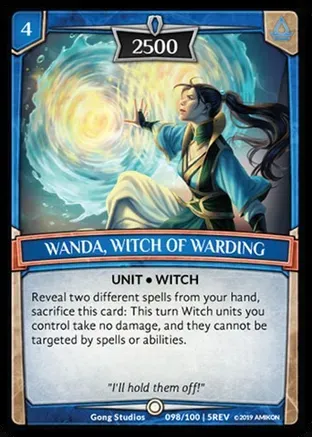 4
2500
WANDA, WITCH OF WARDING
UNIT • WITCH
Reveal two different spells from your hand,
sacrifice this card: This turn Witch units you
control take no damage, and they cannot be
targeted by spells or abilities.
"I'll hold them off!"
Gong Studios 098/100 | 5REV ©2019 AMIKON